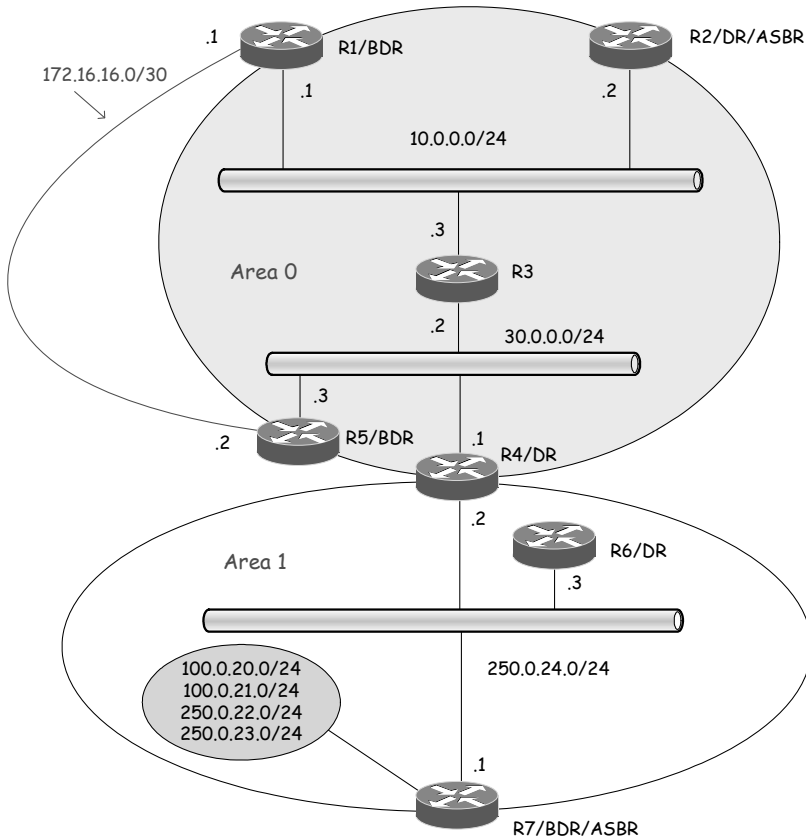 .1
R1/BDR
R2/DR/ASBR
172.16.16.0/30
.1
.2
10.0.0.0/24
.3
Area 0
R3
.2
30.0.0.0/24
.3
.2
R5/BDR
.1
R4/DR
.2
R6/DR
Area 1
.3
100.0.20.0/24
100.0.21.0/24
250.0.22.0/24
250.0.23.0/24
250.0.24.0/24
.1
R7/BDR/ASBR